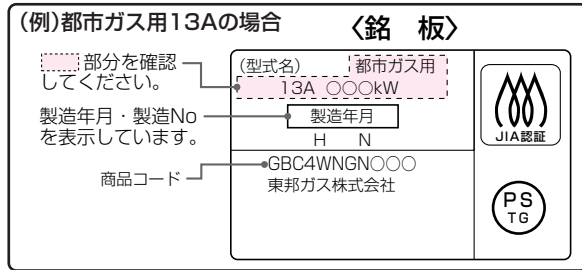 (例)都市ガス用13Aの場合
〈銘 板〉
部分を確認
してください。
製造年月・製造No
を表示しています。
商品コード
(型式名)
都市ガス用
13A ○○○kW
製造年月
H N
GBC4WNGN○○○
東邦ガス株式会社
JIA認証
PS
TG